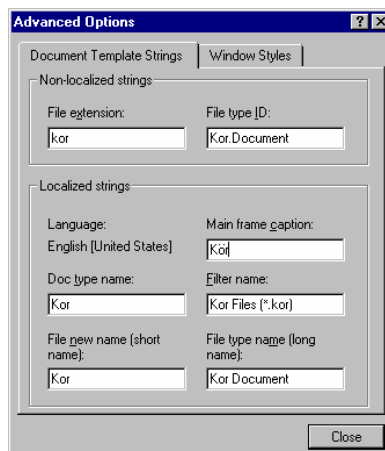 Advanced Options
Document Template Strings Window Styles
Non-localized strings
File extension: File type ID:
kor Kor.Document
Localized strings
Language: Main frame caption:
English [United States] Kör
Doc type name: Filter name:
Kor Kor Files (*.kor)
File new name (short name): File type name (long name):
Kor Kor Document
Close